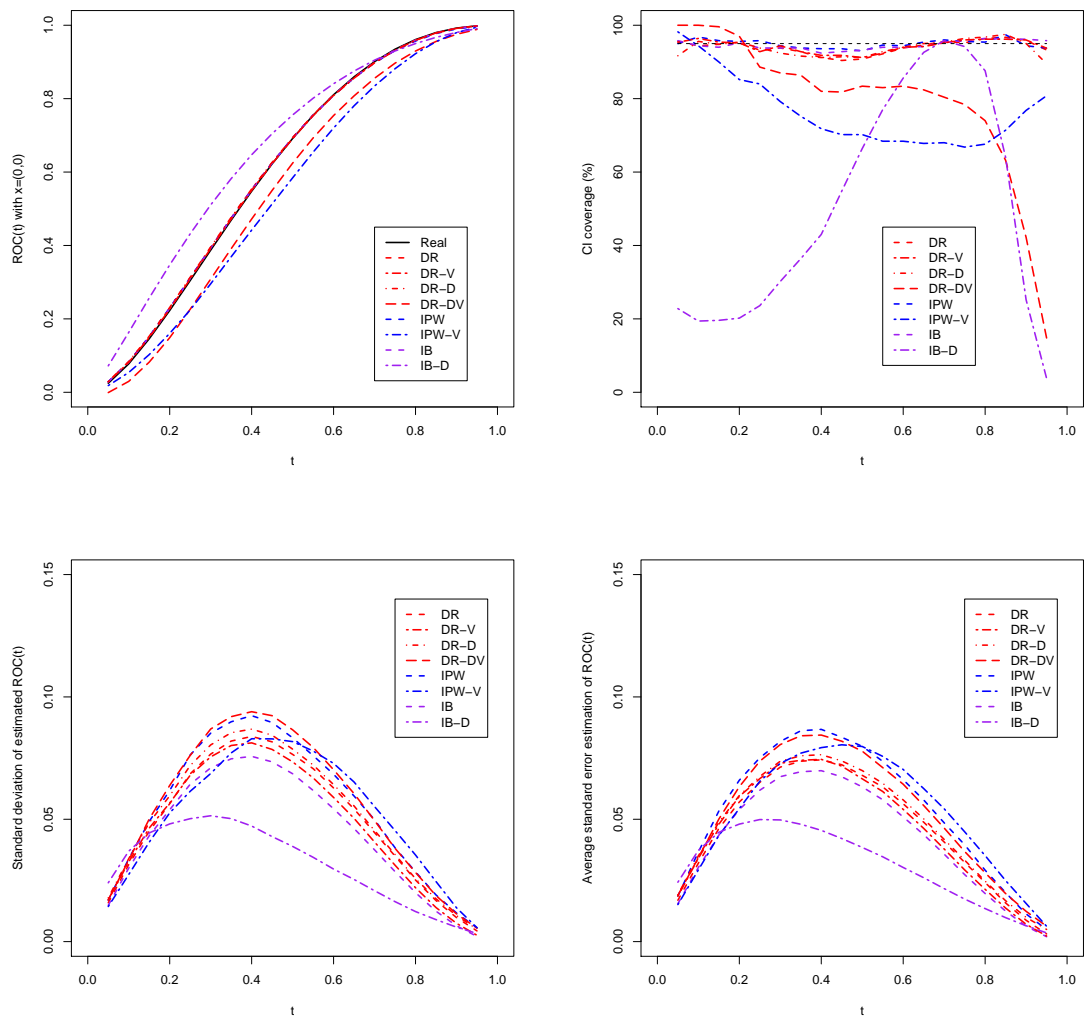 ROC(t) with x=(0,0)
1.0
0.8
0.6
0.4
0.2
0.0
Real
DR
DR−V
DR−D
DR−DV
IPW
IPW−V
IB
IB−D
0.0 0.2 0.4 0.6 0.8 1.0
t
CI coverage (%)
100
80
60
40
20
0
DR
DR−V
DR−D
DR−DV
IPW
IPW−V
IB
IB−D
0.0 0.2 0.4 0.6 0.8 1.0
t
Standard deviation of estimated ROC(t)
0.15
0.10
0.05
0.00
DR
DR−V
DR−D
DR−DV
IPW
IPW−V
IB
IB−D
0.0 0.2 0.4 0.6 0.8 1.0
t
Average standard error estimation of ROC(t)
0.15
0.10
0.05
0.00
DR
DR−V
DR−D
DR−DV
IPW
IPW−V
IB
IB−D
0.0 0.2 0.4 0.6 0.8 1.0
t